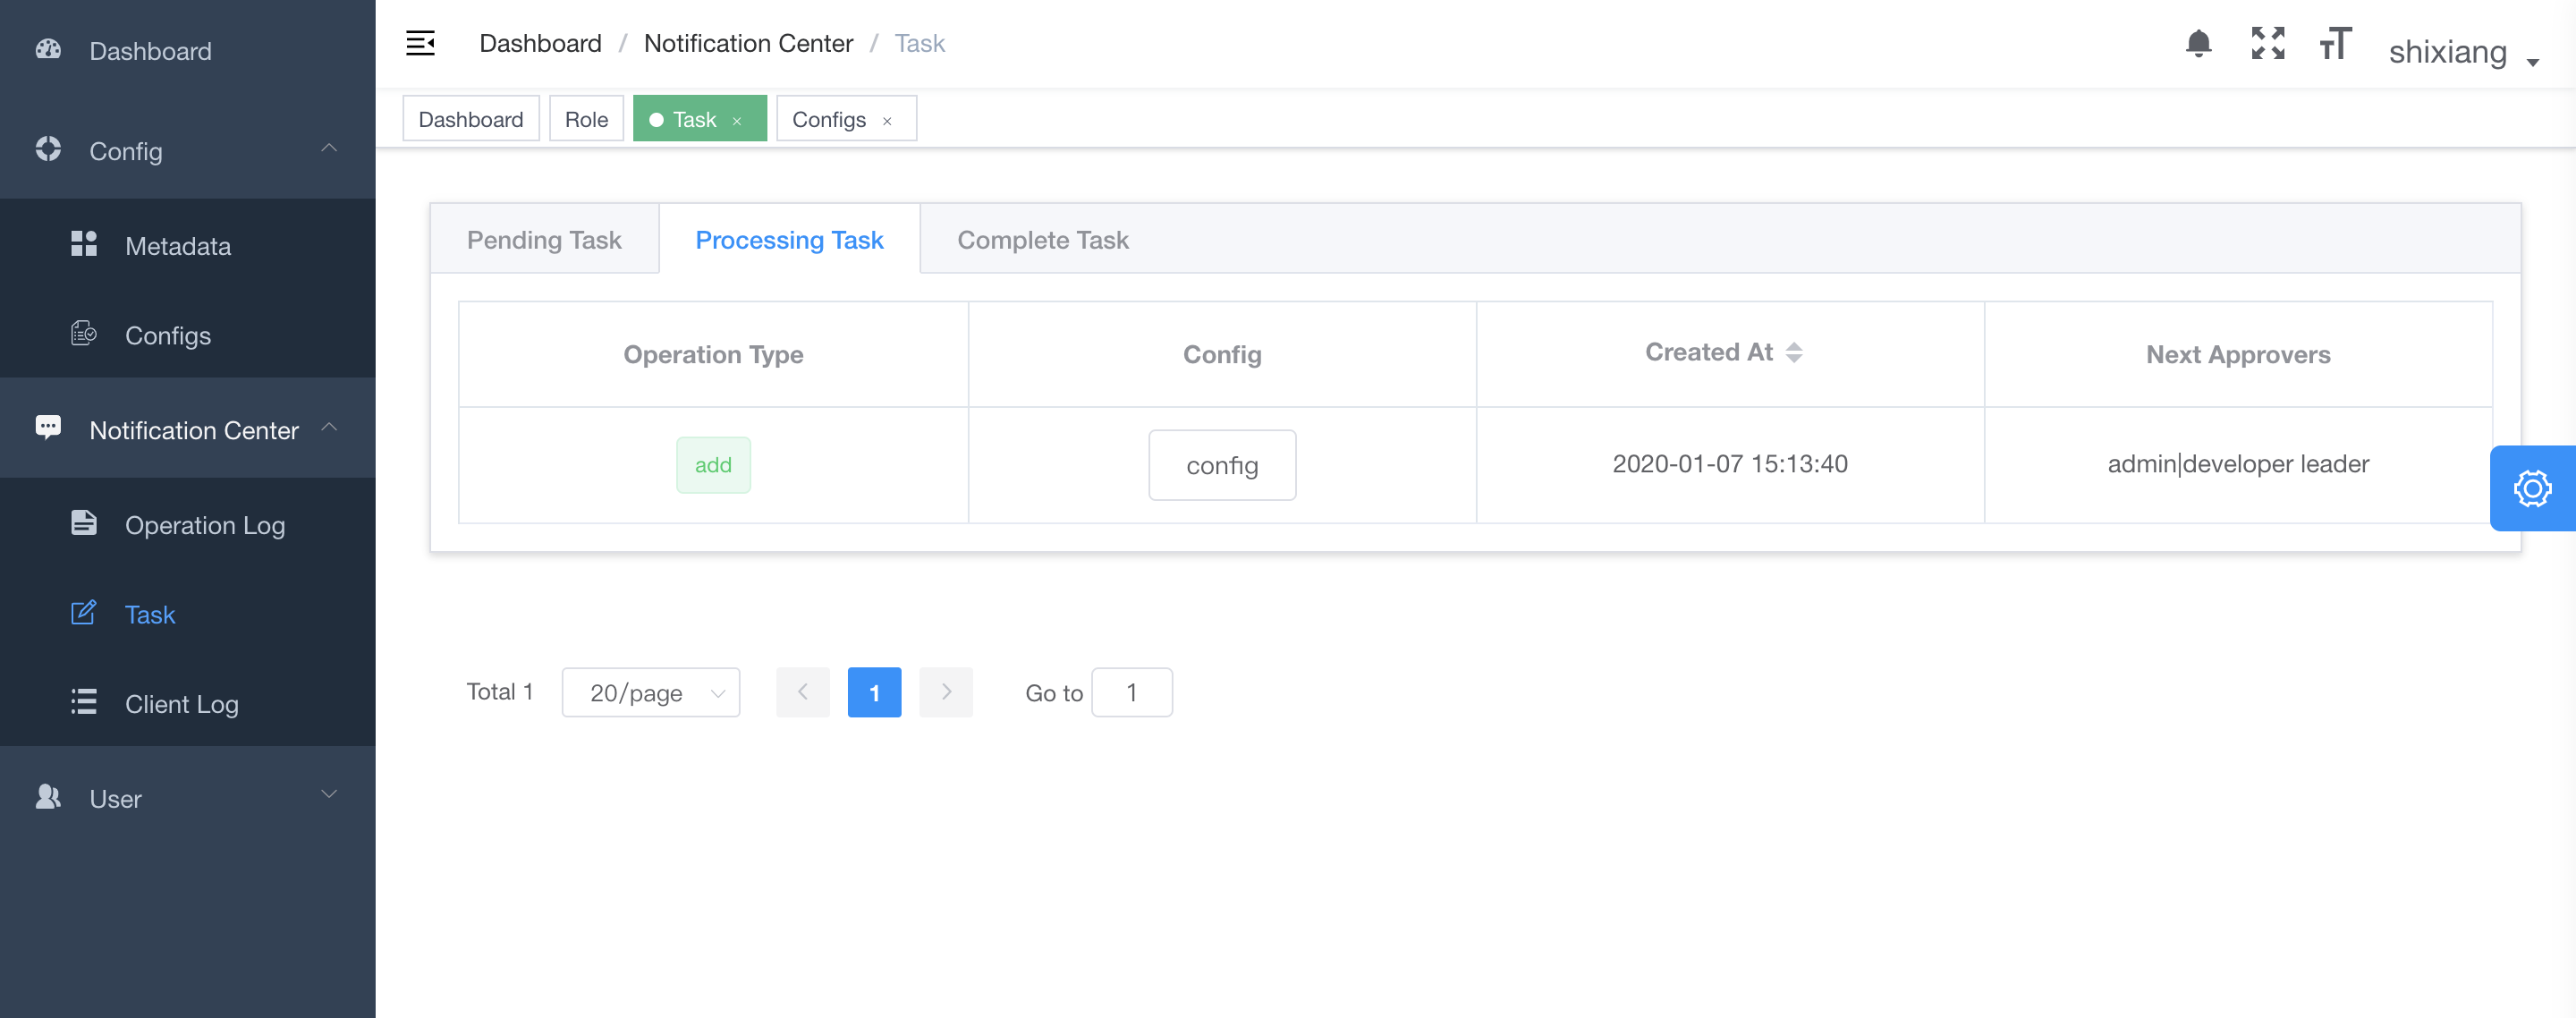 Dashboard
Config
Metadata
Configs
Notification Center
Operation Log
Task
Client Log
User
Dashboard / Notification Center / Task
shixiang
Dashboard
Role
Task ×
Configs ×
Pending Task
Processing Task
Complete Task
Operation Type
Config
Created At
Next Approvers
add
config
2020-01-07 15:13:40
admin|developer leader
Total 1
20/page
1
Go to
1